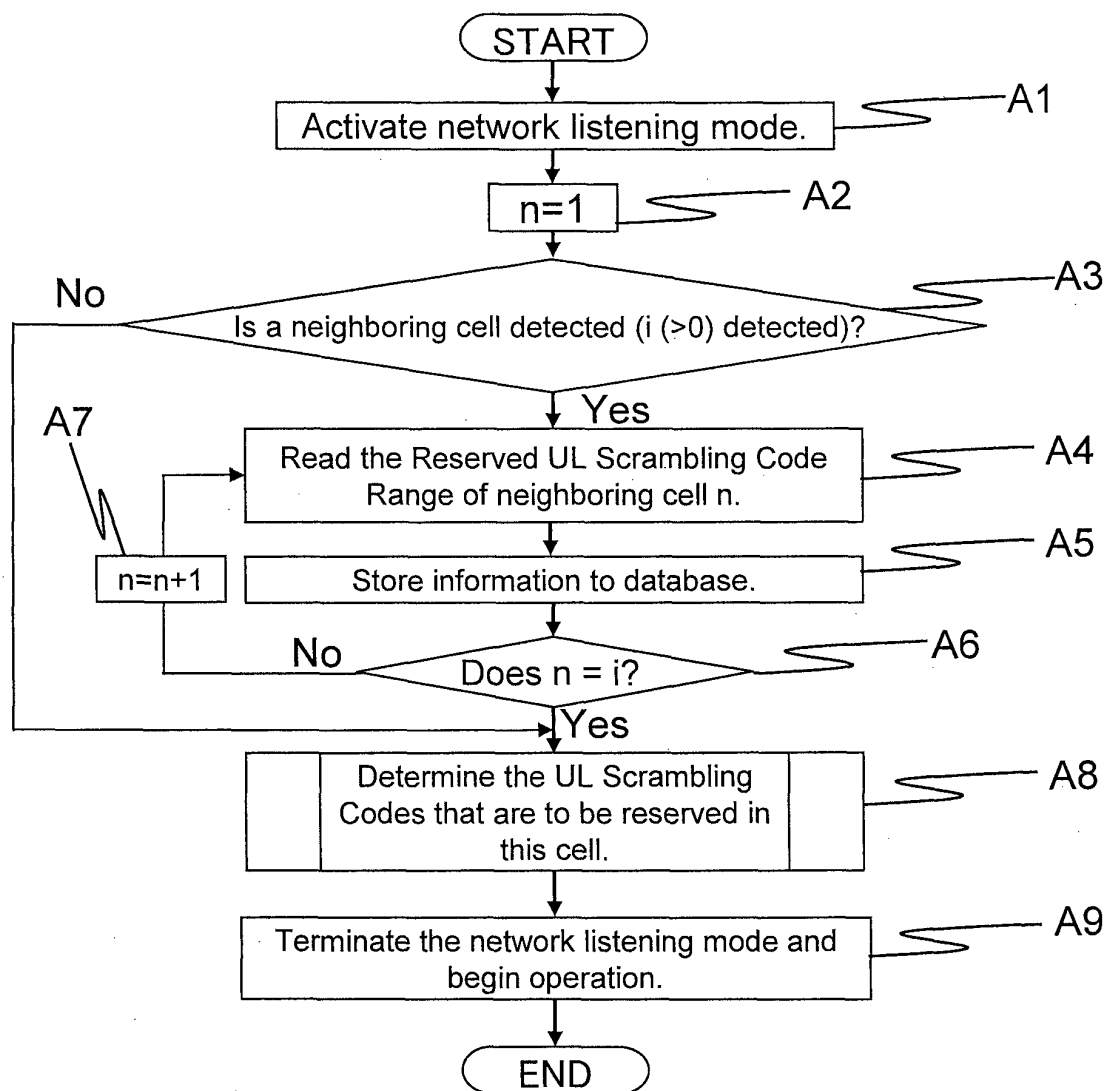 START
Activate network listening mode.
A1
n=1
A2
Is a neighboring cell detected (i (>0) detected)?
A3
No
Yes
Read the Reserved UL Scrambling Code
Range of neighboring cell n.
A4
A7
n=n+1
Store information to database.
A5
Does n = i?
A6
No
Yes
Determine the UL Scrambling
Codes that are to be reserved in
this cell.
A8
Terminate the network listening mode and
begin operation.
A9
END